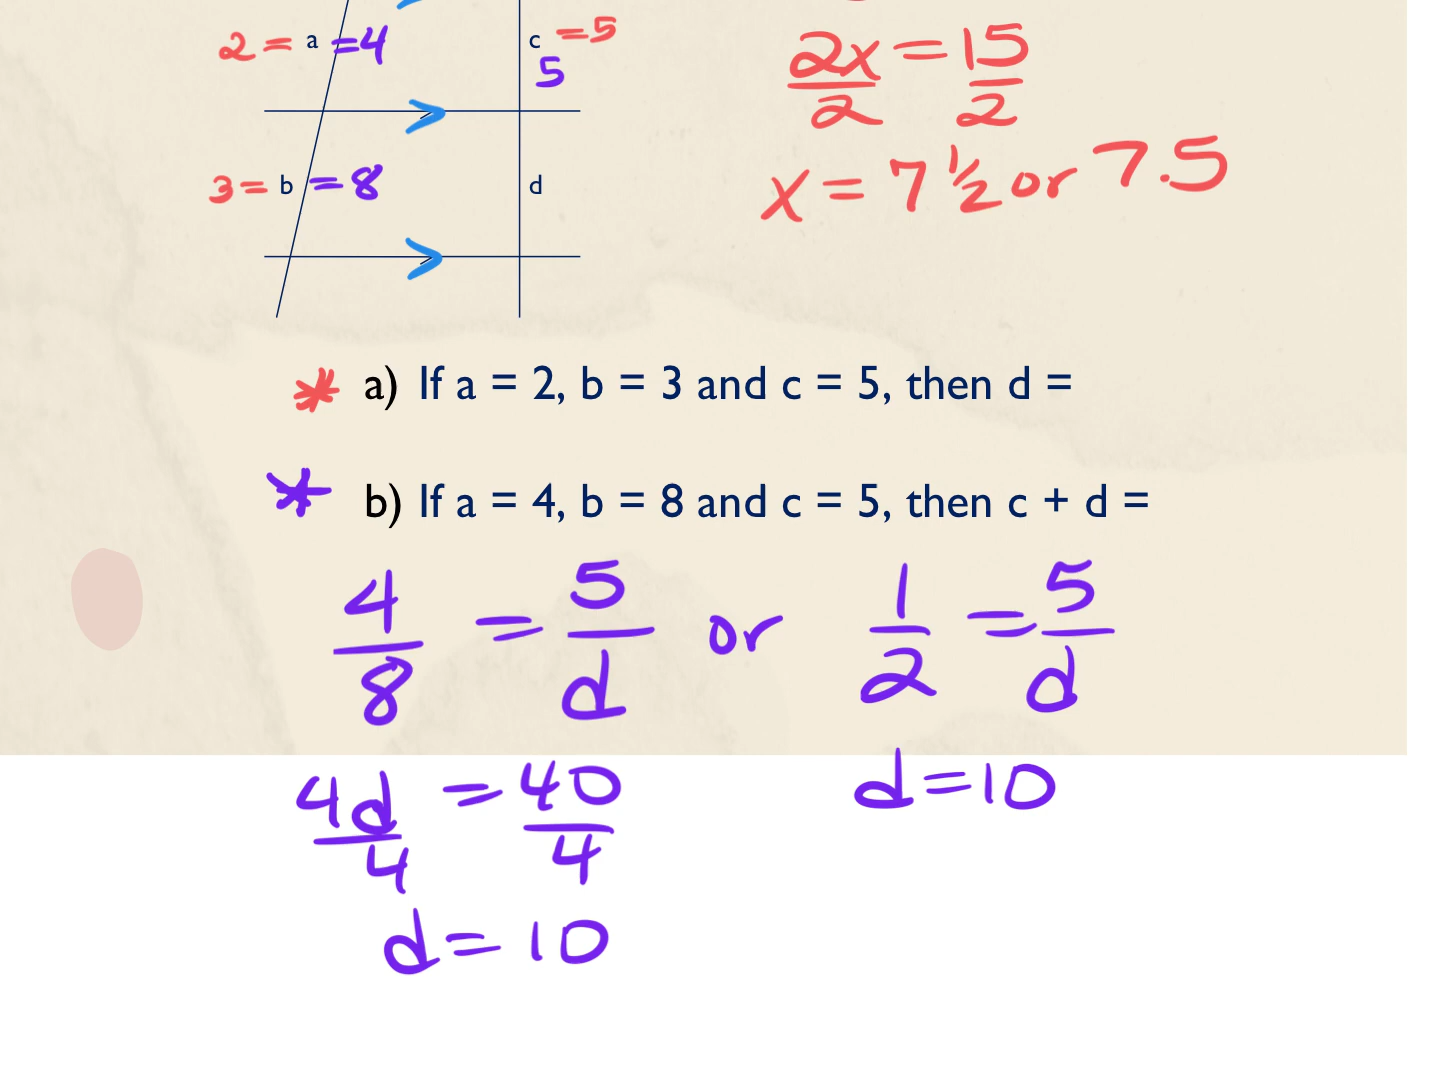 2 = a = 4 c = 5
5
3 = b = 8 d
2x = 15
2 2
x = 7 ½ or 7.5
* a) If a = 2, b = 3 and c = 5, then d =
* b) If a = 4, b = 8 and c = 5, then c + d =
4/8 = 5/d or 1/2 = 5/d
4d/4 = 40/4 d = 10
d = 10